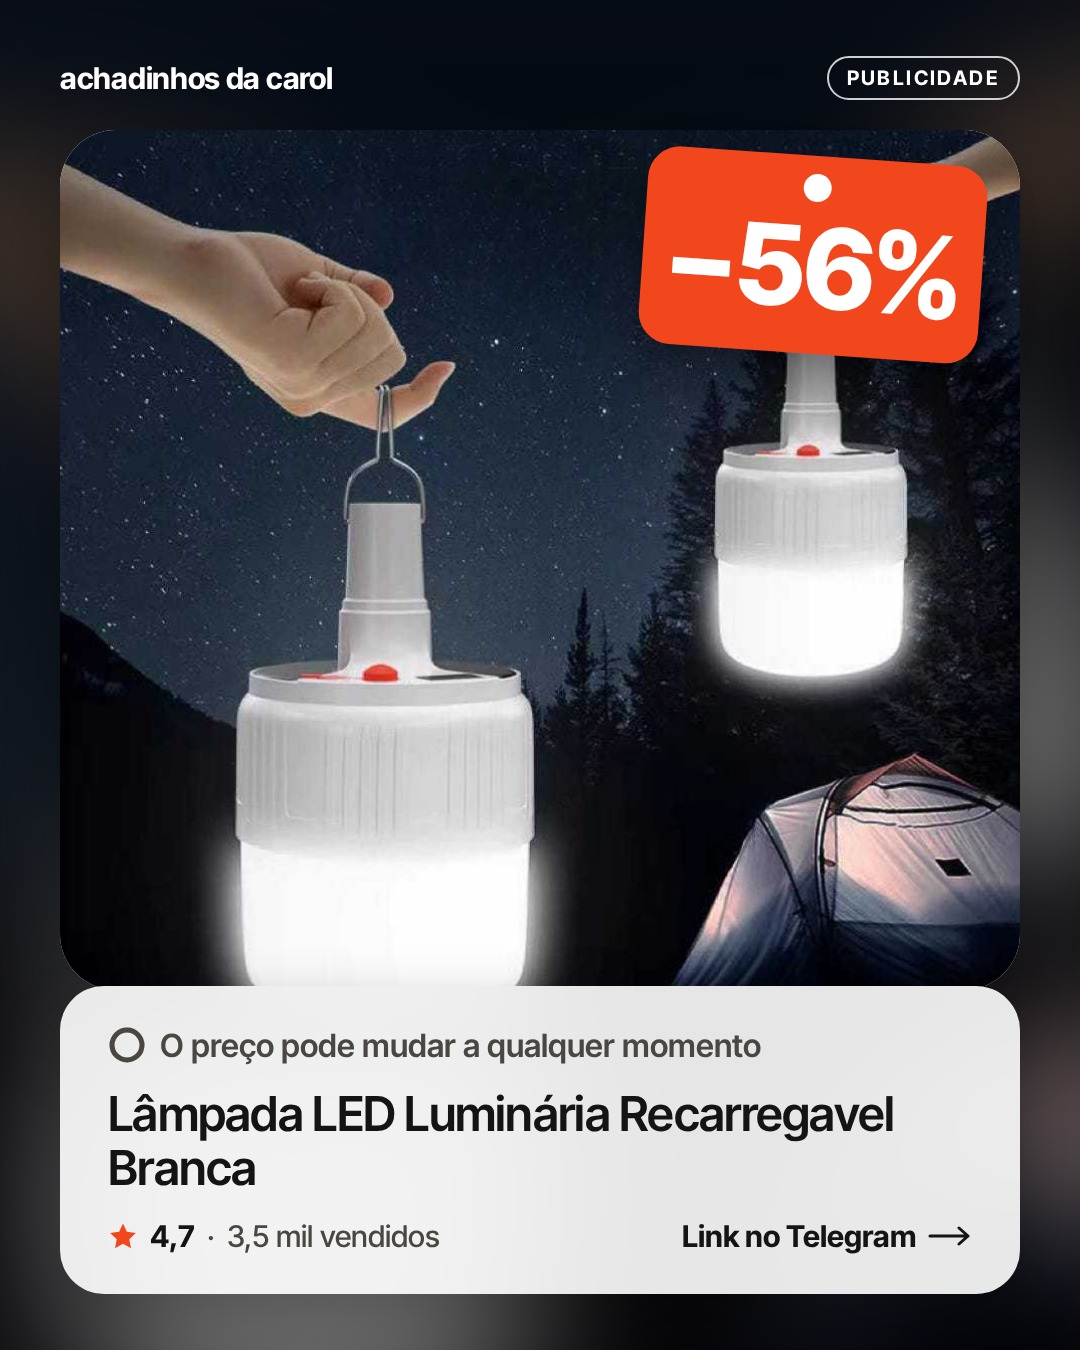 achadinhos da carol
PUBLICIDADE
−56%
O preço pode mudar a qualquer momento
Lâmpada LED Luminária Recarregavel
Branca
4,7 · 3,5 mil vendidos
Link no Telegram →